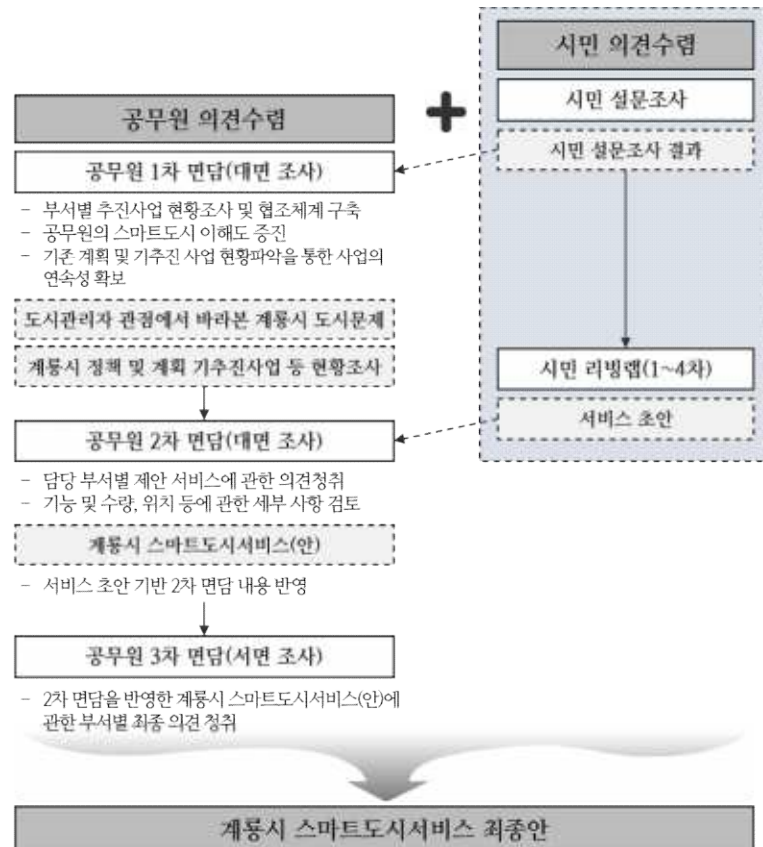 시민 의견수렴
시민 설문조사
시민 설문조사 결과
시민 리빙랩(1~4차)
서비스 초안
공무원 의견수렴
공무원 1차 면담(대면 조사)
- 부서별 추진사업 현황조사 및 협조체계 구축
- 공무원의 스마트도시 이해도 증진
- 기존 계획 및 기추진 사업 현황파악을 통한 사업의
연속성 확보
도시관리자 관점에서 바라본 계룡시 도시문제
계룡시 정책 및 계획 기추진사업 등 현황조사
공무원 2차 면담(대면 조사)
- 담당 부서별 제안 서비스에 관한 의견청취
- 기능 및 수량, 위치 등에 관한 세부 사항 검토
계룡시 스마트도시서비스(안)
- 서비스 초안 기반 2차 면담 내용 반영
공무원 3차 면담(서면 조사)
- 2차 면담을 반영한 계룡시 스마트도시서비스(안)에
관한 부서별 최종 의견 청취
계룡시 스마트도시서비스 최종안